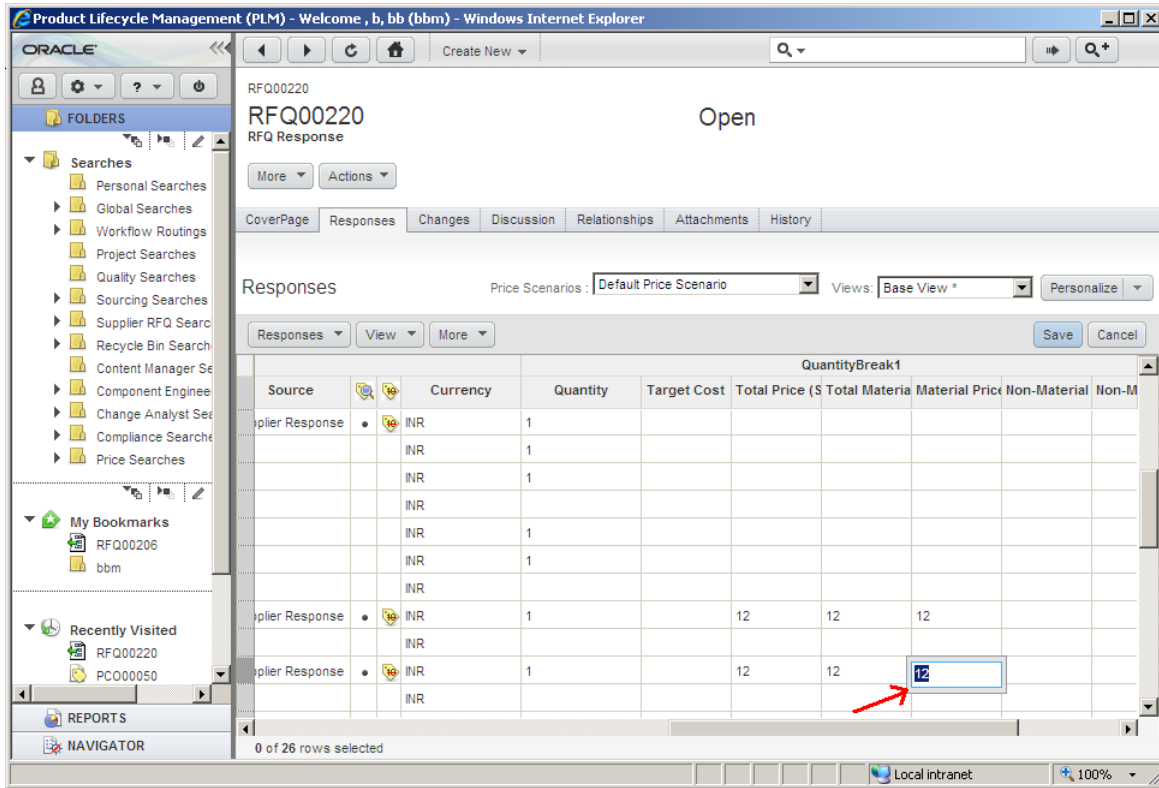 Product Lifecycle Management (PLM) - Welcome , b, bb (bbm) - Windows Internet Explorer
ORACLE
Create New
RFQ00220
RFQ00220
Open
RFQ Response
More Actions
CoverPage Responses Changes Discussion Relationships Attachments History
Responses
Price Scenarios : Default Price Scenario
Views: Base View *
Personalize
Responses View More
Save Cancel
FOLDERS
Searches
Personal Searches
Global Searches
Workflow Routings
Project Searches
Quality Searches
Sourcing Searches
Supplier RFQ Searc
Recycle Bin Search
Content Manager Se
Component Enginee
Change Analyst Sea
Compliance Searche
Price Searches
My Bookmarks
RFQ00206
bbm
Recently Visited
RFQ00220
PCO00050
REPORTS
NAVIGATOR
QuantityBreak1
Source Currency Quantity Target Cost Total Price (S Total Materia Material Price Non-Material Non-M
pplier Response INR 1
INR 1
INR 1
INR
INR 1
INR 1
INR
pplier Response INR 1 12 12 12
INR
pplier Response INR 1 12 12 12
INR
0 of 26 rows selected
Local intranet
100%